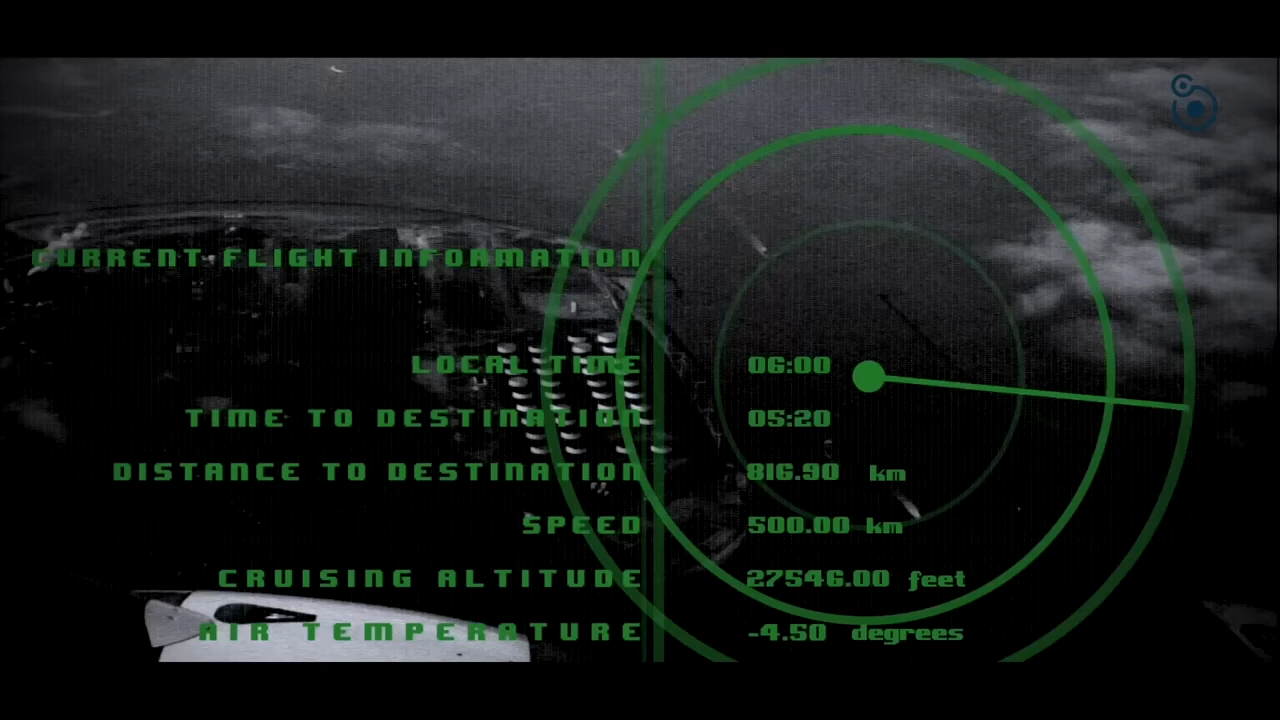 CURRENT FLIGHT INFORMATION
LOCAL TIME 06:00
TIME TO DESTINATION 05:20
DISTANCE TO DESTINATION 816.90 km
SPEED 500.00 km
CRUISING ALTITUDE 27546.00 feet
AIR TEMPERATURE -4.50 degrees